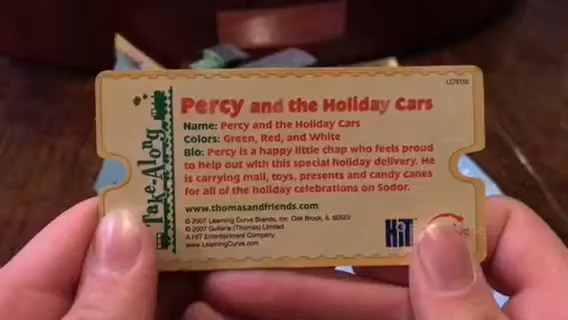 Take-Along
Percy and the Holiday Cars
Name: Percy and the Holiday Cars
Colors: Green, Red, and White
Bio: Percy is a happy little chap who feels proud
to help out with this special holiday delivery. He
is carrying mail, toys, presents and candy canes
for all of the holiday celebrations on Sodor.
www.thomasandfriends.com
© 2007 Learning Curve Brands, Inc. Oak Brook, IL 60523
© 2007 Gullane (Thomas) Limited
A HIT Entertainment Company.
www.LearningCurve.com
HiT